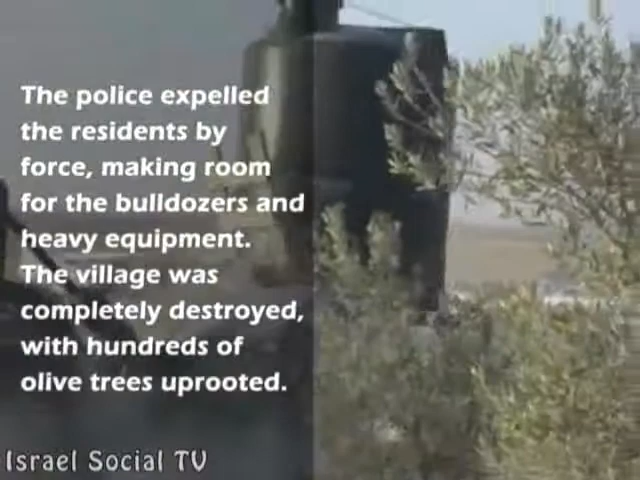 The police expelled
the residents by
force, making room
for the bulldozers and
heavy equipment.
The village was
completely destroyed,
with hundreds of
olive trees uprooted.
Israel Social TV